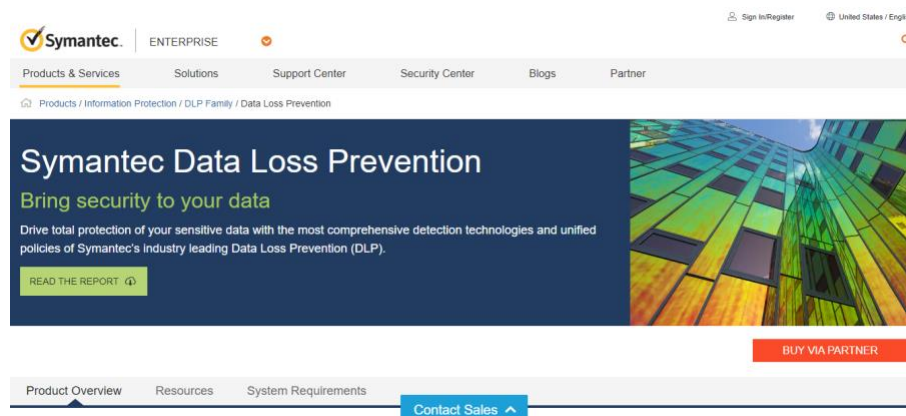 Sign In/Register United States / Engli
Symantec. ENTERPRISE
Products & Services Solutions Support Center Security Center Blogs Partner
Products / Information Protection / DLP Family / Data Loss Prevention
Symantec Data Loss Prevention
Bring security to your data
Drive total protection of your sensitive data with the most comprehensive detection technologies and unified
policies of Symantec's industry leading Data Loss Prevention (DLP).
READ THE REPORT
BUY VIA PARTNER
Product Overview Resources System Requirements
Contact Sales